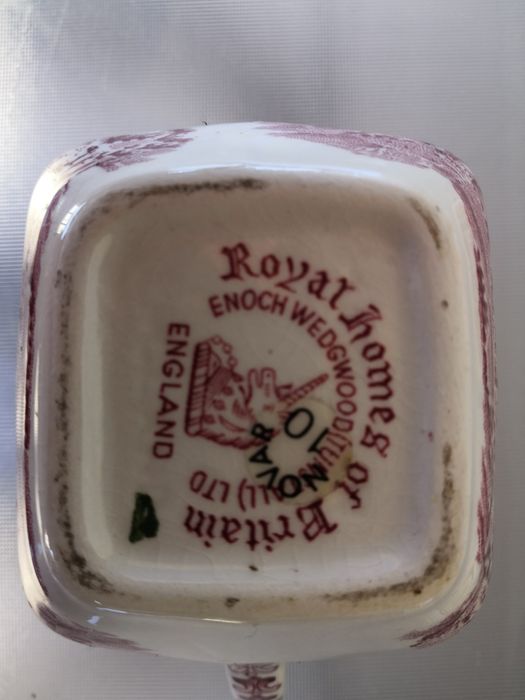 Royal Homes of Britain
ENOCH WEDGWOOD (TUNSTALL) LTD
ENGLAND
NOVAR
10